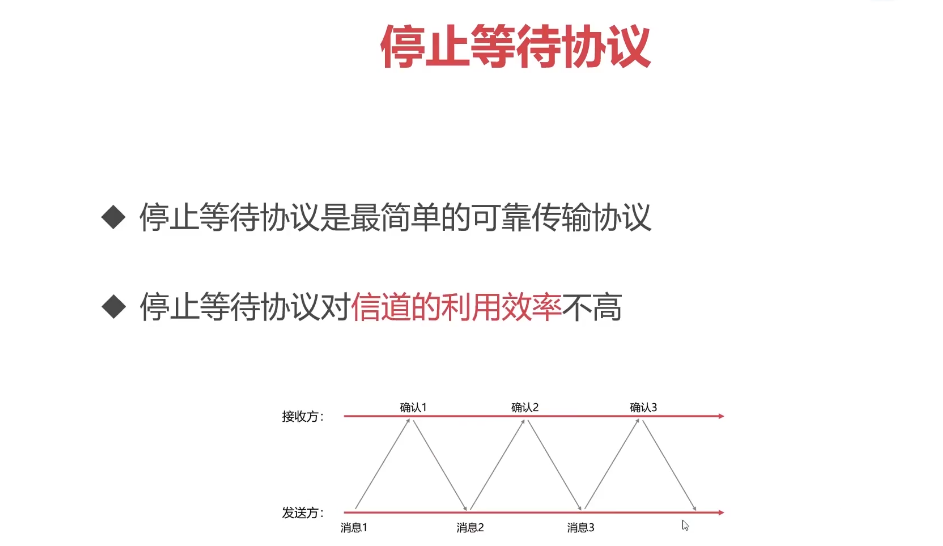 停止等待协议
◆ 停止等待协议是最简单的可靠传输协议
◆ 停止等待协议对信道的利用效率不高
确认1 确认2 确认3
接收方：
发送方：
消息1 消息2 消息3